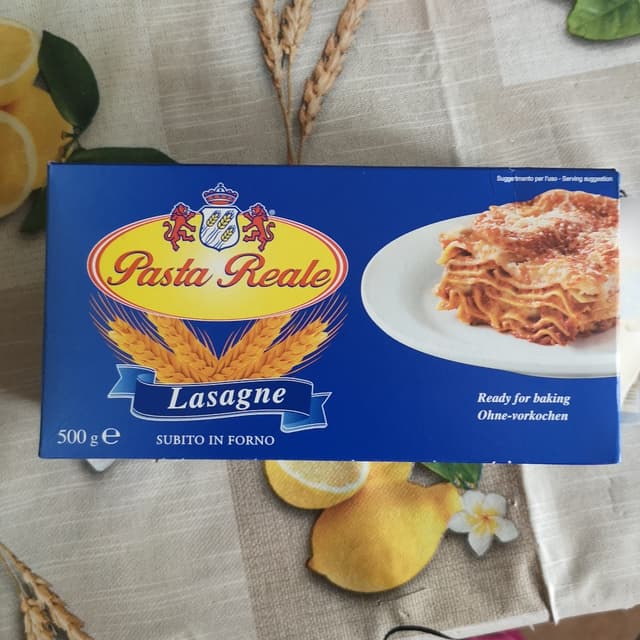 Suggerimento per l'uso - Serving suggestion
Pasta Reale®
Lasagne
Ready for baking
Ohne-vorkochen
500 g ℮
SUBITO IN FORNO